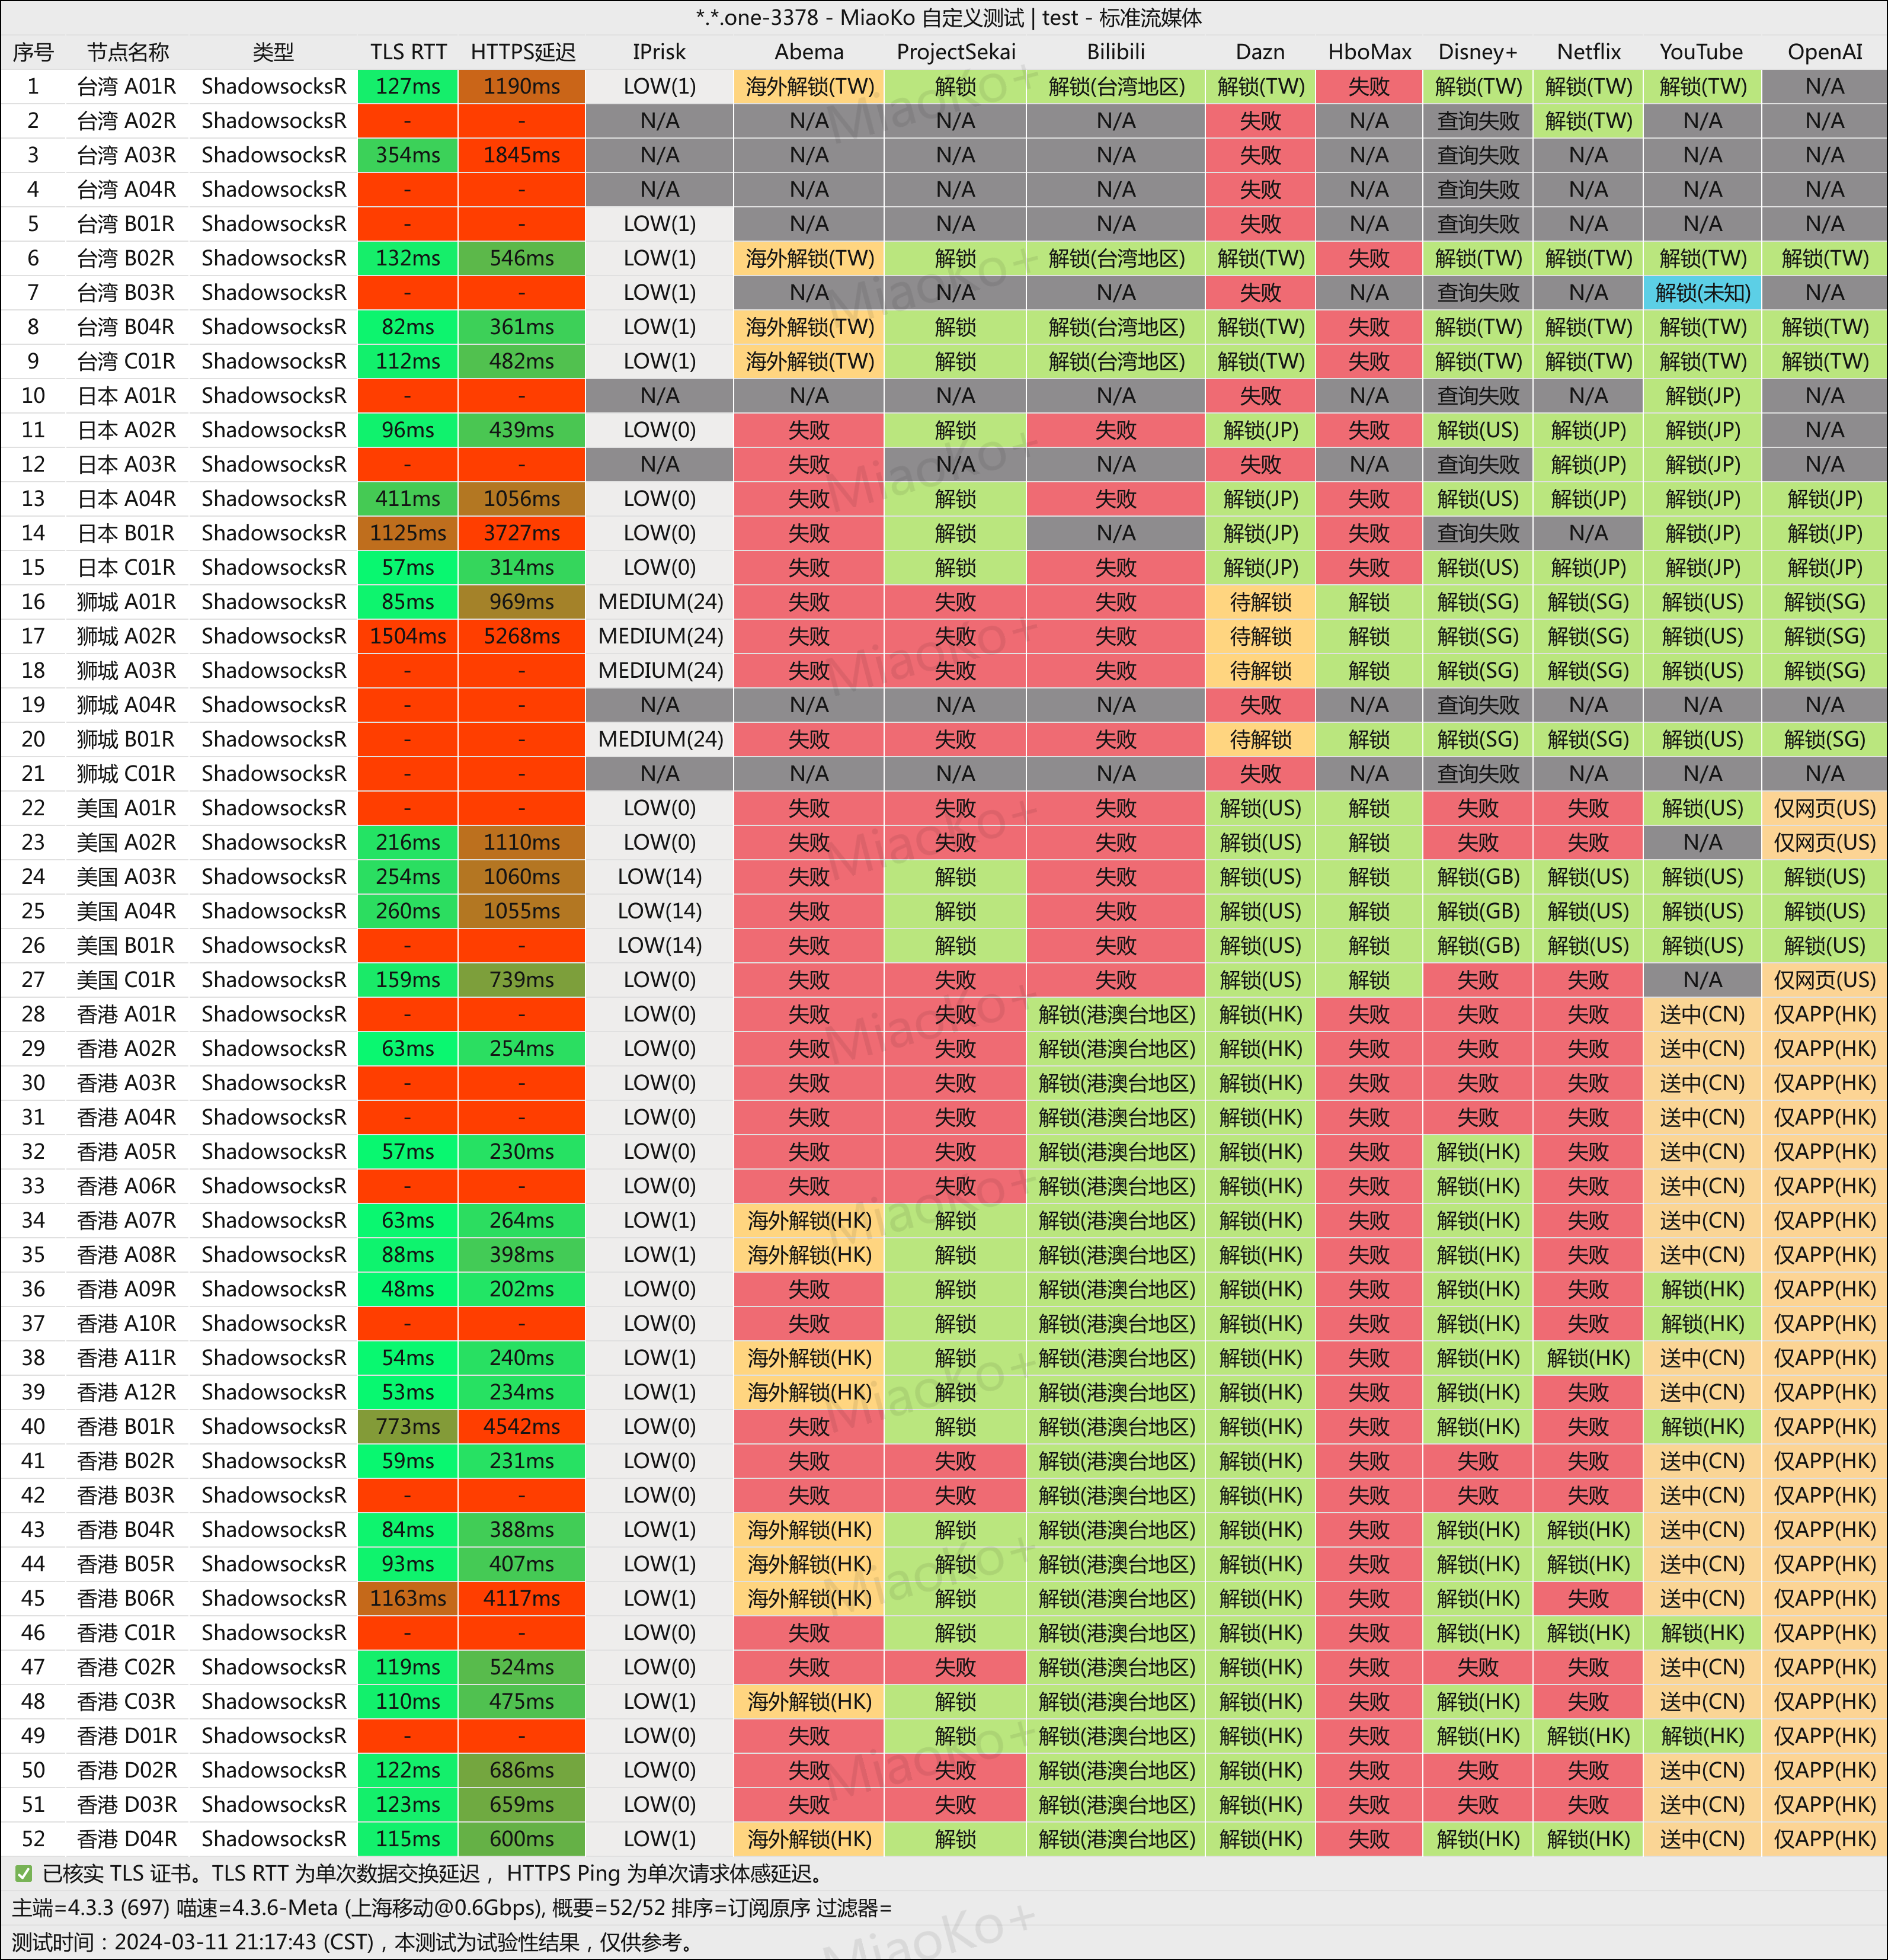 *.*.one-3378 - MiaoKo 自定义测试 | test - 标准流媒体
序号 节点名称 类型 TLS RTT HTTPS延迟 IPrisk Abema ProjectSekai Bilibili Dazn HboMax Disney+ Netflix YouTube OpenAI
1 台湾 A01R ShadowsocksR 127ms 1190ms LOW(1) 海外解锁(TW) 解锁 解锁(台湾地区) 解锁(TW) 失败 解锁(TW) 解锁(TW) 解锁(TW) N/A
2 台湾 A02R ShadowsocksR - - N/A N/A N/A N/A 失败 N/A 查询失败 解锁(TW) N/A N/A
3 台湾 A03R ShadowsocksR 354ms 1845ms N/A N/A N/A N/A 失败 N/A 查询失败 N/A N/A N/A
4 台湾 A04R ShadowsocksR - - N/A N/A N/A N/A 失败 N/A 查询失败 N/A N/A N/A
5 台湾 B01R ShadowsocksR - - LOW(1) N/A N/A N/A 失败 N/A 查询失败 N/A N/A N/A
6 台湾 B02R ShadowsocksR 132ms 546ms LOW(1) 海外解锁(TW) 解锁 解锁(台湾地区) 解锁(TW) 失败 解锁(TW) 解锁(TW) 解锁(TW) 解锁(TW)
7 台湾 B03R ShadowsocksR - - LOW(1) N/A N/A N/A 失败 N/A 查询失败 N/A 解锁(未知) N/A
8 台湾 B04R ShadowsocksR 82ms 361ms LOW(1) 海外解锁(TW) 解锁 解锁(台湾地区) 解锁(TW) 失败 解锁(TW) 解锁(TW) 解锁(TW) 解锁(TW)
9 台湾 C01R ShadowsocksR 112ms 482ms LOW(1) 海外解锁(TW) 解锁 解锁(台湾地区) 解锁(TW) 失败 解锁(TW) 解锁(TW) 解锁(TW) 解锁(TW)
10 日本 A01R ShadowsocksR - - N/A N/A N/A N/A 失败 N/A 查询失败 N/A 解锁(JP) N/A
11 日本 A02R ShadowsocksR 96ms 439ms LOW(0) 失败 解锁 失败 解锁(JP) 失败 解锁(US) 解锁(JP) 解锁(JP) N/A
12 日本 A03R ShadowsocksR - - N/A 失败 N/A N/A 失败 N/A 查询失败 解锁(JP) 解锁(JP) N/A
13 日本 A04R ShadowsocksR 411ms 1056ms LOW(0) 失败 解锁 失败 解锁(JP) 失败 解锁(US) 解锁(JP) 解锁(JP) 解锁(JP)
14 日本 B01R ShadowsocksR 1125ms 3727ms LOW(0) 失败 解锁 N/A 解锁(JP) 失败 查询失败 N/A 解锁(JP) 解锁(JP)
15 日本 C01R ShadowsocksR 57ms 314ms LOW(0) 失败 解锁 失败 解锁(JP) 失败 解锁(US) 解锁(JP) 解锁(JP) 解锁(JP)
16 狮城 A01R ShadowsocksR 85ms 969ms MEDIUM(24) 失败 失败 失败 待解锁 解锁 解锁(SG) 解锁(SG) 解锁(US) 解锁(SG)
17 狮城 A02R ShadowsocksR 1504ms 5268ms MEDIUM(24) 失败 失败 失败 待解锁 解锁 解锁(SG) 解锁(SG) 解锁(US) 解锁(SG)
18 狮城 A03R ShadowsocksR - - MEDIUM(24) 失败 失败 失败 待解锁 解锁 解锁(SG) 解锁(SG) 解锁(US) 解锁(SG)
19 狮城 A04R ShadowsocksR - - N/A N/A N/A N/A 失败 N/A 查询失败 N/A N/A N/A
20 狮城 B01R ShadowsocksR - - MEDIUM(24) 失败 失败 失败 待解锁 解锁 解锁(SG) 解锁(SG) 解锁(US) 解锁(SG)
21 狮城 C01R ShadowsocksR - - N/A N/A N/A N/A 失败 N/A 查询失败 N/A N/A N/A
22 美国 A01R ShadowsocksR - - LOW(0) 失败 失败 失败 解锁(US) 解锁 失败 失败 解锁(US) 仅网页(US)
23 美国 A02R ShadowsocksR 216ms 1110ms LOW(0) 失败 失败 失败 解锁(US) 解锁 失败 失败 N/A 仅网页(US)
24 美国 A03R ShadowsocksR 254ms 1060ms LOW(14) 失败 解锁 失败 解锁(US) 解锁 解锁(GB) 解锁(US) 解锁(US) 解锁(US)
25 美国 A04R ShadowsocksR 260ms 1055ms LOW(14) 失败 解锁 失败 解锁(US) 解锁 解锁(GB) 解锁(US) 解锁(US) 解锁(US)
26 美国 B01R ShadowsocksR - - LOW(14) 失败 解锁 失败 解锁(US) 解锁 解锁(GB) 解锁(US) 解锁(US) 解锁(US)
27 美国 C01R ShadowsocksR 159ms 739ms LOW(0) 失败 失败 失败 解锁(US) 解锁 失败 失败 N/A 仅网页(US)
28 香港 A01R ShadowsocksR - - LOW(0) 失败 失败 解锁(港澳台地区) 解锁(HK) 失败 失败 失败 送中(CN) 仅APP(HK)
29 香港 A02R ShadowsocksR 63ms 254ms LOW(0) 失败 失败 解锁(港澳台地区) 解锁(HK) 失败 失败 失败 送中(CN) 仅APP(HK)
30 香港 A03R ShadowsocksR - - LOW(0) 失败 失败 解锁(港澳台地区) 解锁(HK) 失败 失败 失败 送中(CN) 仅APP(HK)
31 香港 A04R ShadowsocksR - - LOW(0) 失败 失败 解锁(港澳台地区) 解锁(HK) 失败 失败 失败 送中(CN) 仅APP(HK)
32 香港 A05R ShadowsocksR 57ms 230ms LOW(0) 失败 失败 解锁(港澳台地区) 解锁(HK) 失败 解锁(HK) 失败 送中(CN) 仅APP(HK)
33 香港 A06R ShadowsocksR - - LOW(0) 失败 失败 解锁(港澳台地区) 解锁(HK) 失败 解锁(HK) 失败 送中(CN) 仅APP(HK)
34 香港 A07R ShadowsocksR 63ms 264ms LOW(1) 海外解锁(HK) 解锁 解锁(港澳台地区) 解锁(HK) 失败 解锁(HK) 失败 送中(CN) 仅APP(HK)
35 香港 A08R ShadowsocksR 88ms 398ms LOW(1) 海外解锁(HK) 解锁 解锁(港澳台地区) 解锁(HK) 失败 解锁(HK) 失败 送中(CN) 仅APP(HK)
36 香港 A09R ShadowsocksR 48ms 202ms LOW(0) 失败 解锁 解锁(港澳台地区) 解锁(HK) 失败 解锁(HK) 失败 解锁(HK) 仅APP(HK)
37 香港 A10R ShadowsocksR - - LOW(0) 失败 解锁 解锁(港澳台地区) 解锁(HK) 失败 解锁(HK) 失败 解锁(HK) 仅APP(HK)
38 香港 A11R ShadowsocksR 54ms 240ms LOW(1) 海外解锁(HK) 解锁 解锁(港澳台地区) 解锁(HK) 失败 解锁(HK) 解锁(HK) 送中(CN) 仅APP(HK)
39 香港 A12R ShadowsocksR 53ms 234ms LOW(1) 海外解锁(HK) 解锁 解锁(港澳台地区) 解锁(HK) 失败 解锁(HK) 失败 送中(CN) 仅APP(HK)
40 香港 B01R ShadowsocksR 773ms 4542ms LOW(0) 失败 解锁 解锁(港澳台地区) 解锁(HK) 失败 解锁(HK) 失败 解锁(HK) 仅APP(HK)
41 香港 B02R ShadowsocksR 59ms 231ms LOW(0) 失败 失败 解锁(港澳台地区) 解锁(HK) 失败 失败 失败 送中(CN) 仅APP(HK)
42 香港 B03R ShadowsocksR - - LOW(0) 失败 失败 解锁(港澳台地区) 解锁(HK) 失败 失败 失败 送中(CN) 仅APP(HK)
43 香港 B04R ShadowsocksR 84ms 388ms LOW(1) 海外解锁(HK) 解锁 解锁(港澳台地区) 解锁(HK) 失败 解锁(HK) 解锁(HK) 送中(CN) 仅APP(HK)
44 香港 B05R ShadowsocksR 93ms 407ms LOW(1) 海外解锁(HK) 解锁 解锁(港澳台地区) 解锁(HK) 失败 解锁(HK) 解锁(HK) 送中(CN) 仅APP(HK)
45 香港 B06R ShadowsocksR 1163ms 4117ms LOW(1) 海外解锁(HK) 解锁 解锁(港澳台地区) 解锁(HK) 失败 解锁(HK) 失败 送中(CN) 仅APP(HK)
46 香港 C01R ShadowsocksR - - LOW(0) 失败 解锁 解锁(港澳台地区) 解锁(HK) 失败 解锁(HK) 解锁(HK) 解锁(HK) 仅APP(HK)
47 香港 C02R ShadowsocksR 119ms 524ms LOW(0) 失败 失败 解锁(港澳台地区) 解锁(HK) 失败 失败 失败 送中(CN) 仅APP(HK)
48 香港 C03R ShadowsocksR 110ms 475ms LOW(1) 海外解锁(HK) 解锁 解锁(港澳台地区) 解锁(HK) 失败 解锁(HK) 失败 送中(CN) 仅APP(HK)
49 香港 D01R ShadowsocksR - - LOW(0) 失败 解锁 解锁(港澳台地区) 解锁(HK) 失败 解锁(HK) 解锁(HK) 解锁(HK) 仅APP(HK)
50 香港 D02R ShadowsocksR 122ms 686ms LOW(0) 失败 失败 解锁(港澳台地区) 解锁(HK) 失败 失败 失败 送中(CN) 仅APP(HK)
51 香港 D03R ShadowsocksR 123ms 659ms LOW(0) 失败 失败 解锁(港澳台地区) 解锁(HK) 失败 失败 失败 送中(CN) 仅APP(HK)
52 香港 D04R ShadowsocksR 115ms 600ms LOW(1) 海外解锁(HK) 解锁 解锁(港澳台地区) 解锁(HK) 失败 解锁(HK) 解锁(HK) 送中(CN) 仅APP(HK)
✅ 已核实 TLS 证书。TLS RTT 为单次数据交换延迟， HTTPS Ping 为单次请求体感延迟。
主端=4.3.3 (697) 喵速=4.3.6-Meta (上海移动@0.6Gbps), 概要=52/52 排序=订阅原序 过滤器=
测试时间：2024-03-11 21:17:43 (CST)，本测试为试验性结果，仅供参考。
MiaoKo+